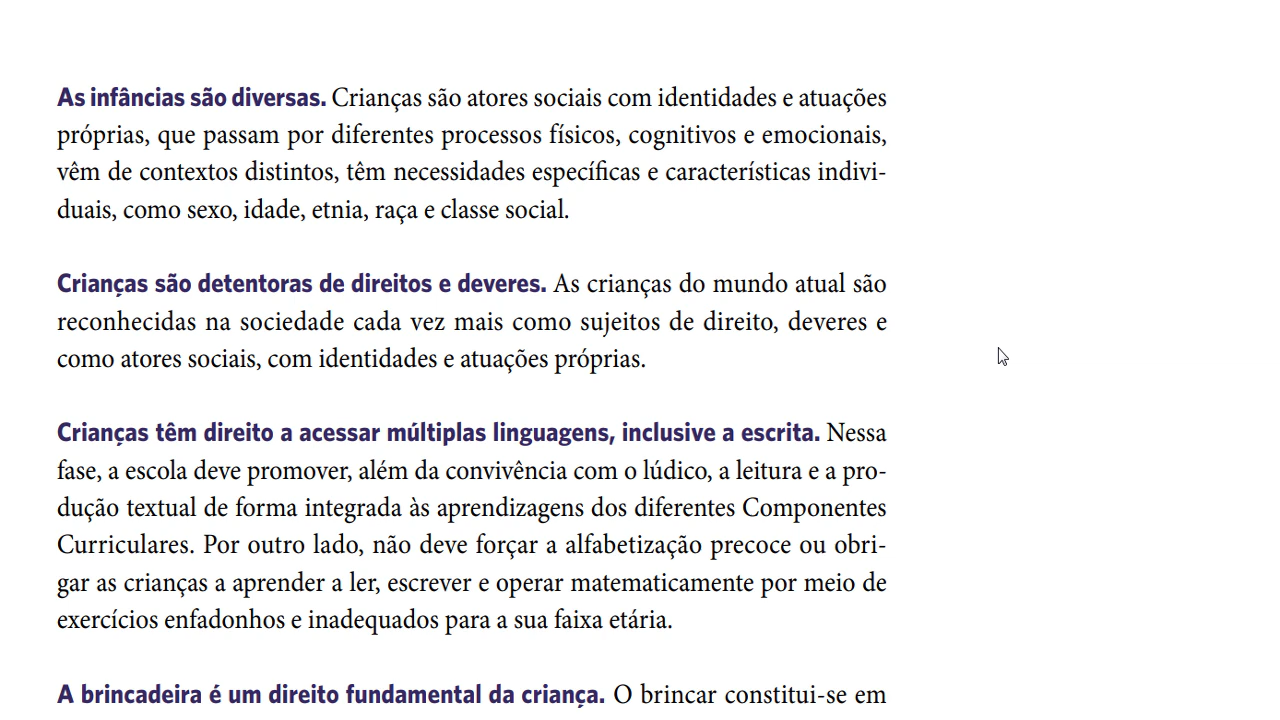 As infâncias são diversas. Crianças são atores sociais com identidades e atuações
próprias, que passam por diferentes processos físicos, cognitivos e emocionais,
vêm de contextos distintos, têm necessidades específicas e características indivi-
duais, como sexo, idade, etnia, raça e classe social.
Crianças são detentoras de direitos e deveres. As crianças do mundo atual são
reconhecidas na sociedade cada vez mais como sujeitos de direito, deveres e
como atores sociais, com identidades e atuações próprias.
Crianças têm direito a acessar múltiplas linguagens, inclusive a escrita. Nessa
fase, a escola deve promover, além da convivência com o lúdico, a leitura e a pro-
dução textual de forma integrada às aprendizagens dos diferentes Componentes
Curriculares. Por outro lado, não deve forçar a alfabetização precoce ou obri-
gar as crianças a aprender a ler, escrever e operar matematicamente por meio de
exercícios enfadonhos e inadequados para a sua faixa etária.
A brincadeira é um direito fundamental da criança. O brincar constitui-se em